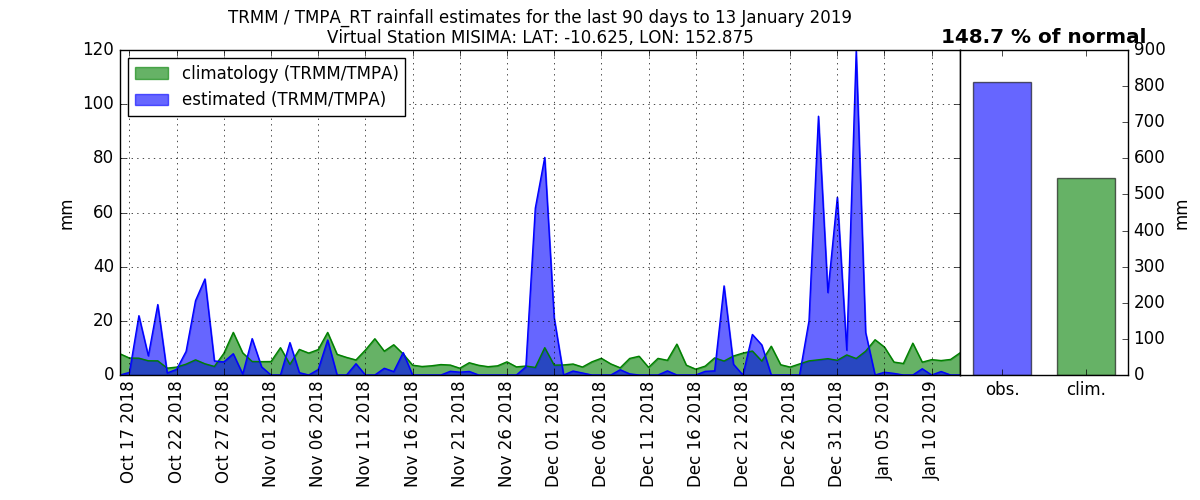 TRMM / TMPA_RT rainfall estimates for the last 90 days to 13 January 2019
Virtual Station MISIMA: LAT: -10.625, LON: 152.875
148.7 % of normal
climatology (TRMM/TMPA)
estimated (TRMM/TMPA)
120
100
80
60
40
20
0
mm
Oct 17 2018
Oct 22 2018
Oct 27 2018
Nov 01 2018
Nov 06 2018
Nov 11 2018
Nov 16 2018
Nov 21 2018
Nov 26 2018
Dec 01 2018
Dec 06 2018
Dec 11 2018
Dec 16 2018
Dec 21 2018
Dec 26 2018
Dec 31 2018
Jan 05 2019
Jan 10 2019
900
800
700
600
500
400
300
200
100
0
mm
obs.
clim.